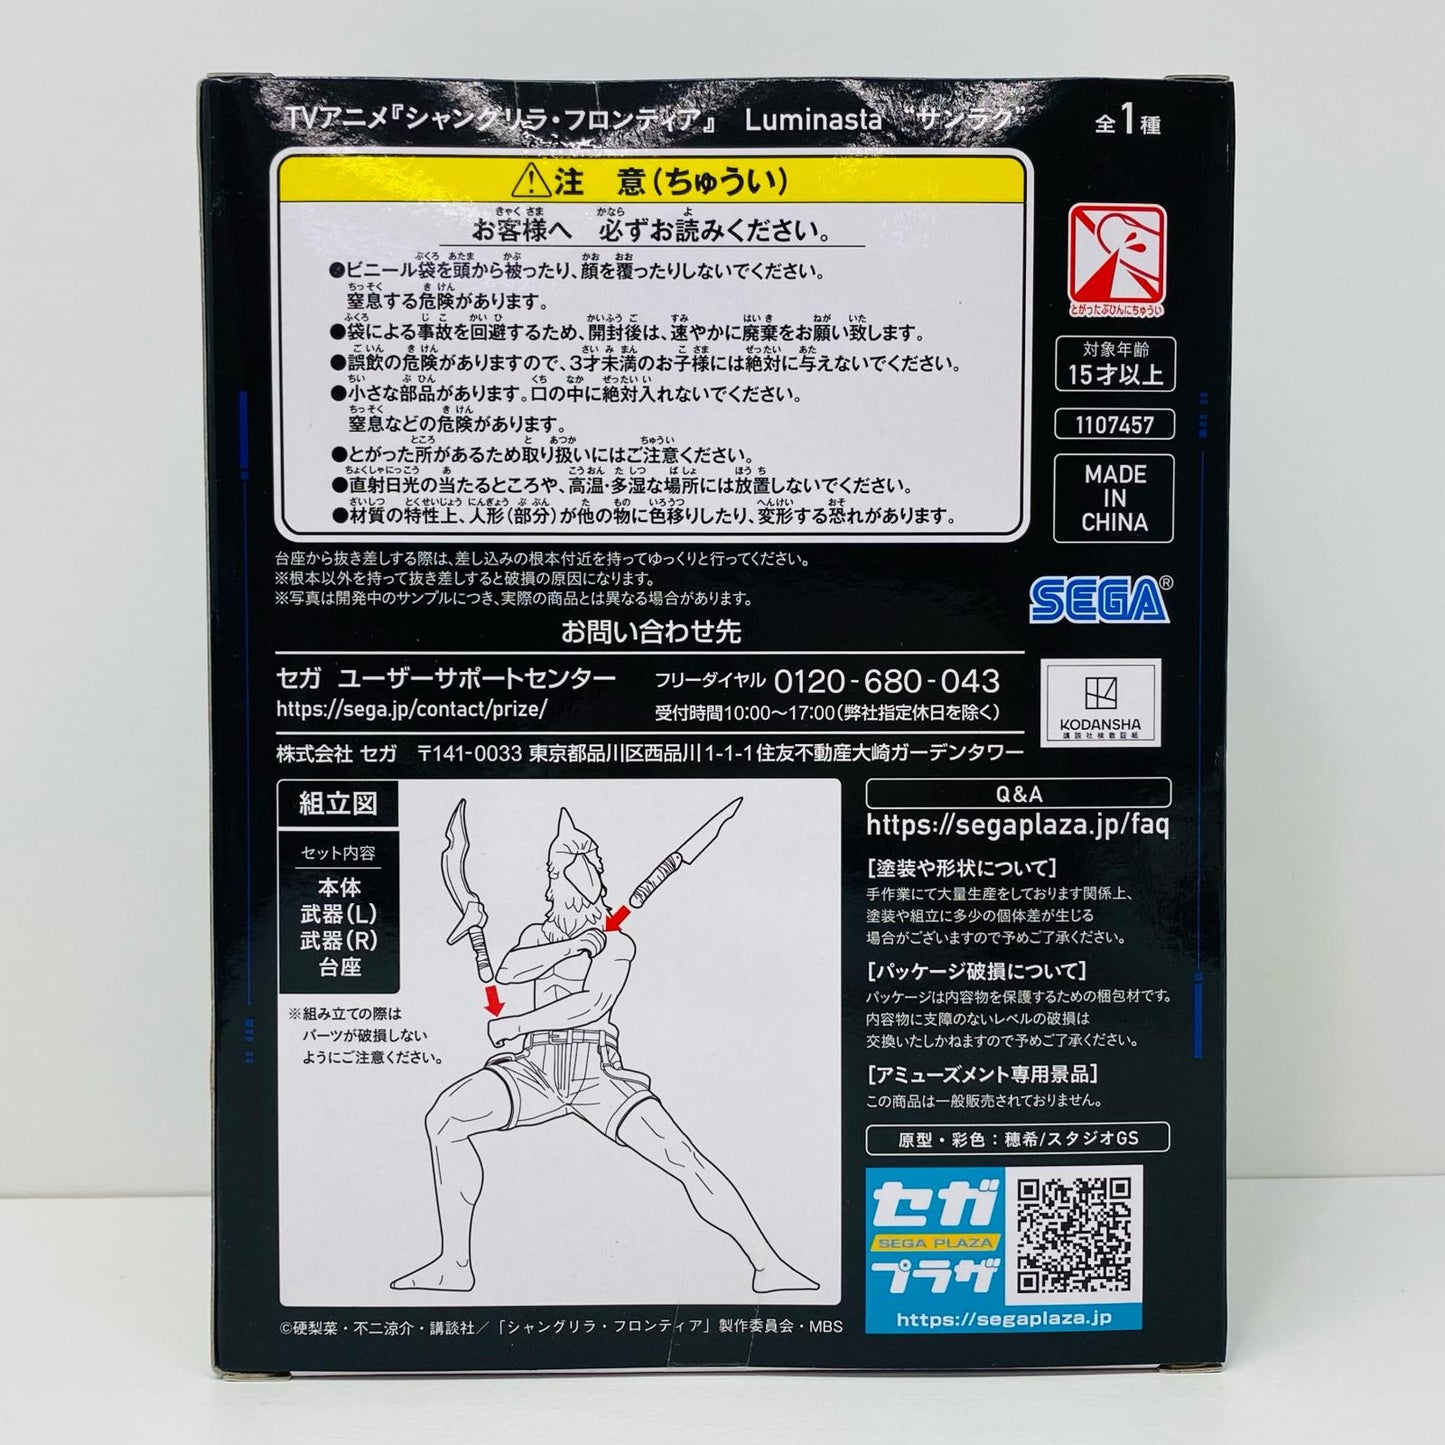 TVアニメ『シャングリラ・フロンティア』 Luminasta “サンラク” 全1種
注 意(ちゅうい)
お客様へ 必ずお読みください。
●ビニール袋を頭から被ったり、顔を覆ったりしないでください。
窒息する危険があります。
●袋による事故を回避するため、開封後は、速やかに廃棄をお願い致します。
●誤飲の危険がありますので、3才未満のお子様には絶対に与えないでください。
●小さな部品があります。口の中に絶対入れないでください。
窒息などの危険があります。
●とがった所があるため取り扱いにはご注意ください。
●直射日光の当たるところや、高温・多湿な場所には放置しないでください。
●材質の特性上、人形(部分)が他の物に色移りしたり、変形する恐れがあります。
とがったぶひんにちゅうい
対象年齢
15才以上
1107457
MADE
IN
CHINA
SEGA®
KODANSHA
講談社検数証紙
台座から抜き差しする際は、差し込みの根本付近を持ってゆっくりと行ってください。
※根本以外を持って抜き差しすると破損の原因になります。
※写真は開発中のサンプルにつき、実際の商品とは異なる場合があります。
お問い合わせ先
セガ ユーザーサポートセンター フリーダイヤル 0120-680-043
https://sega.jp/contact/prize/ 受付時間10:00〜17:00(弊社指定休日を除く)
株式会社 セガ 〒141-0033 東京都品川区西品川1-1-1住友不動産大崎ガーデンタワー
組立図
セット内容
本体
武器(L)
武器(R)
台座
※組み立ての際は
パーツが破損しない
ようにご注意ください。
©硬梨菜・不二涼介・講談社/「シャングリラ・フロンティア」製作委員会・MBS
Q&A
https://segaplaza.jp/faq
[塗装や形状について]
手作業にて大量生産をしております関係上、
塗装や組立に多少の個体差が生じる
場合がございますので予めご了承ください。
[パッケージ破損について]
パッケージは内容物を保護するための梱包材です。
内容物に支障のないレベルの破損は
交換いたしかねますので予めご了承ください。
[アミューズメント専用景品]
この商品は一般販売されておりません。
原型・彩色:穂希/スタジオGS
セガ
SEGA PLAZA
プラザ
https://segaplaza.jp